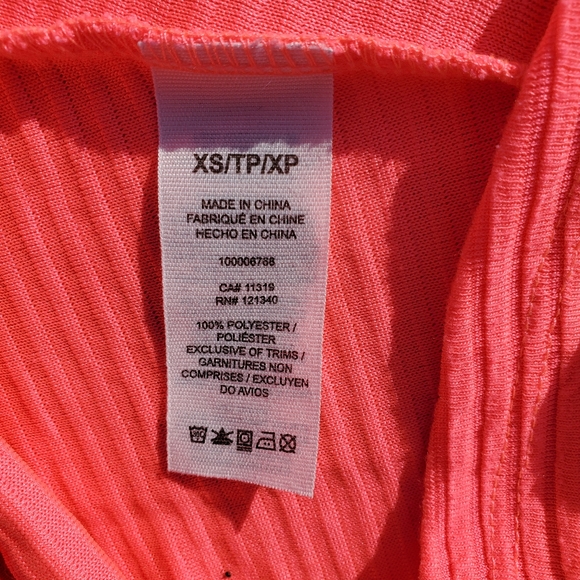 XS/TP/XP
MADE IN CHINA
FABRIQUÉ EN CHINE
HECHO EN CHINA
100006766
CA# 11319
RN# 121340
100% POLYESTER /
POLIÉSTER
EXCLUSIVE OF TRIMS /
GARNITURES NON
COMPRISES / EXCLUYEN
DO AVIOS